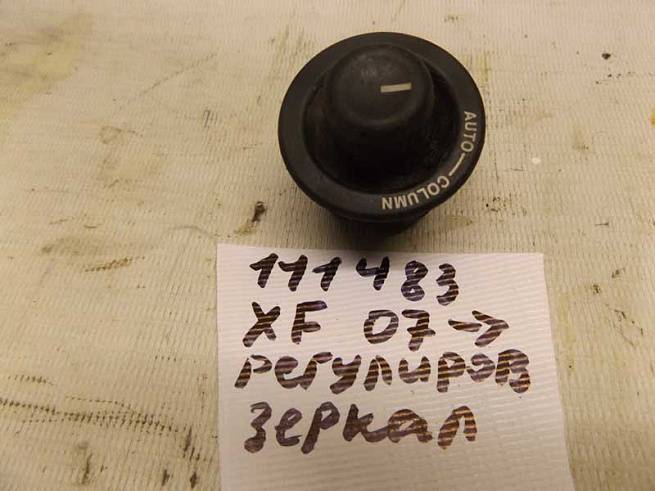 AUTO—COLUMN
111483
XF 07→
регулиров
зеркал